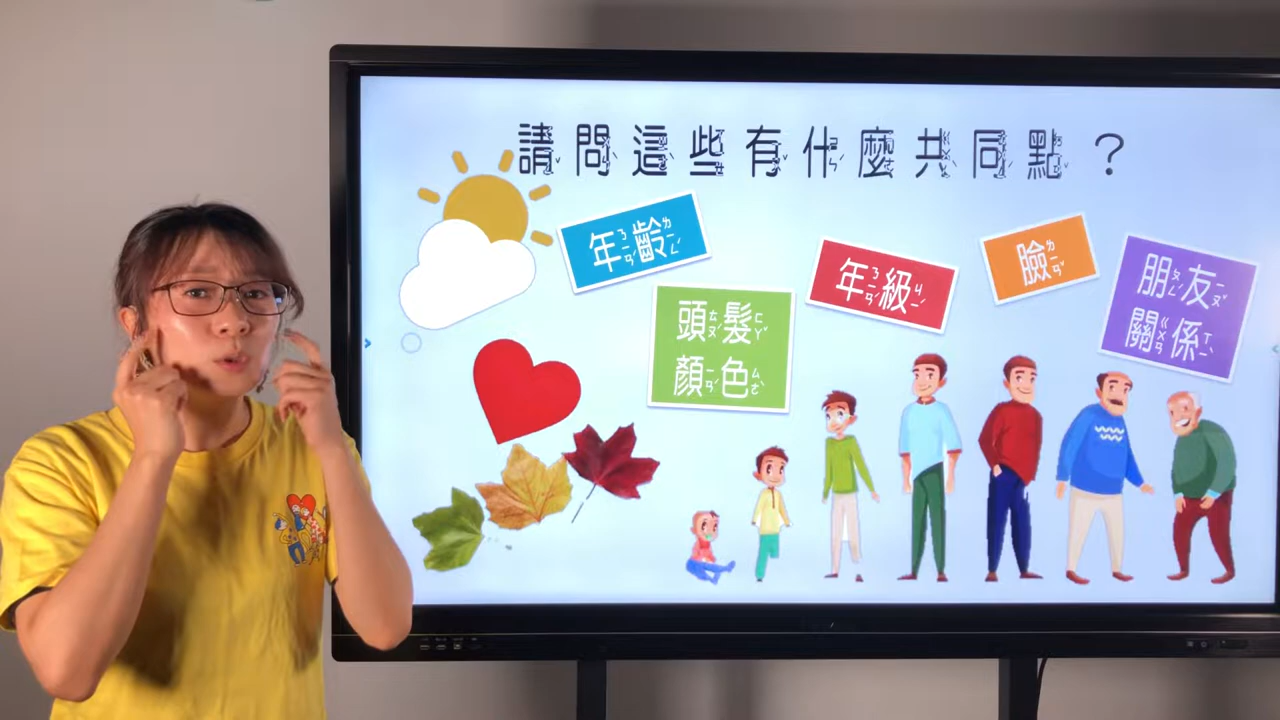 請問這些有什麼共同點？
年齡
頭髮
顏色
年級
臉
朋友
關係